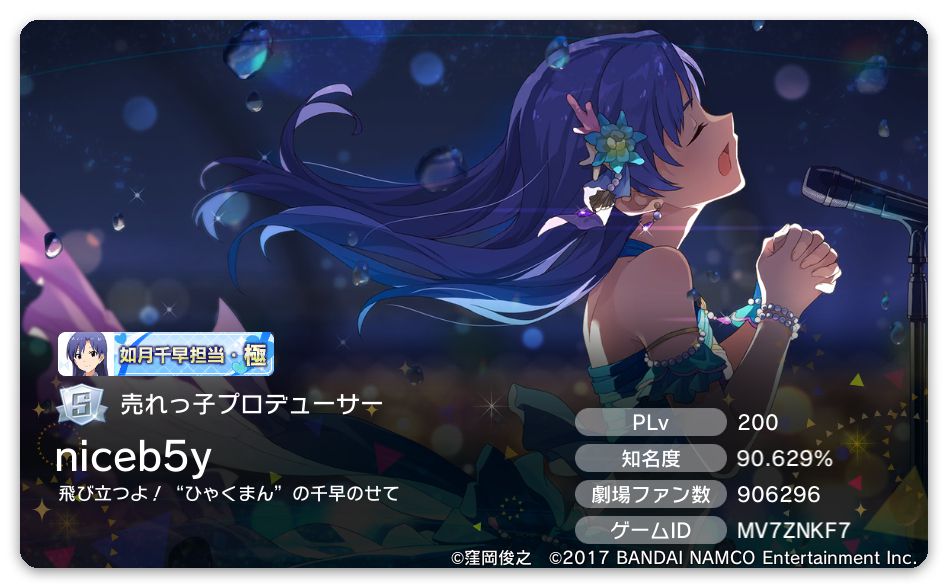 如月千早担当・極
S 売れっ子プロデューサー
niceb5y
飛び立つよ！“ひゃくまん”の千早のせて
PLv 200
知名度 90.629%
劇場ファン数 906296
ゲームID MV7ZNKF7
©窪岡俊之 ©2017 BANDAI NAMCO Entertainment Inc.